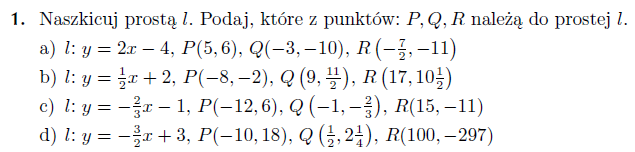 1. Naszkicuj prostą l. Podaj, które z punktów: P, Q, R należą do prostej l.
a) l: y = 2x − 4, P(5, 6), Q(−3, −10), R(−7/2, −11)
b) l: y = 1/2x + 2, P(−8, −2), Q(9, 11/2), R(17, 10 1/2)
c) l: y = −2/3x − 1, P(−12, 6), Q(−1, −2/3), R(15, −11)
d) l: y = −3/2x + 3, P(−10, 18), Q(1/2, 2 1/4), R(100, −297)